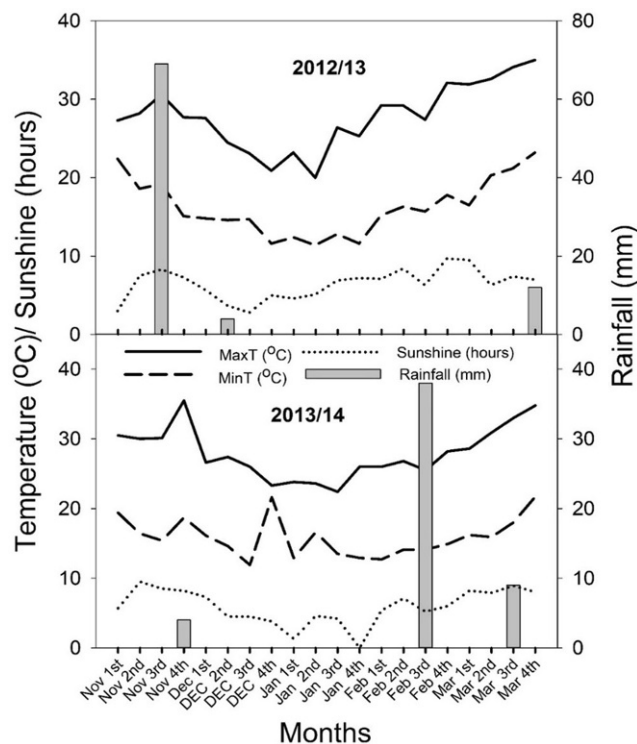 Temperature (⁰C)/ Sunshine (hours)
Rainfall (mm)
40
30
20
10
0
80
60
40
20
0
2012/13
MaxT (⁰C)
Sunshine (hours)
MinT (⁰C)
Rainfall (mm)
2013/14
40
30
20
10
0
40
30
20
10
0
Nov 1st
Nov 2nd
Nov 3rd
Nov 4th
Dec 1st
DEC 2nd
DEC 3rd
DEC 4th
Jan 1st
Jan 2nd
Jan 3rd
Jan 4th
Feb 1st
Feb 2nd
Feb 3rd
Feb 4th
Mar 1st
Mar 2nd
Mar 3rd
Mar 4th
Months